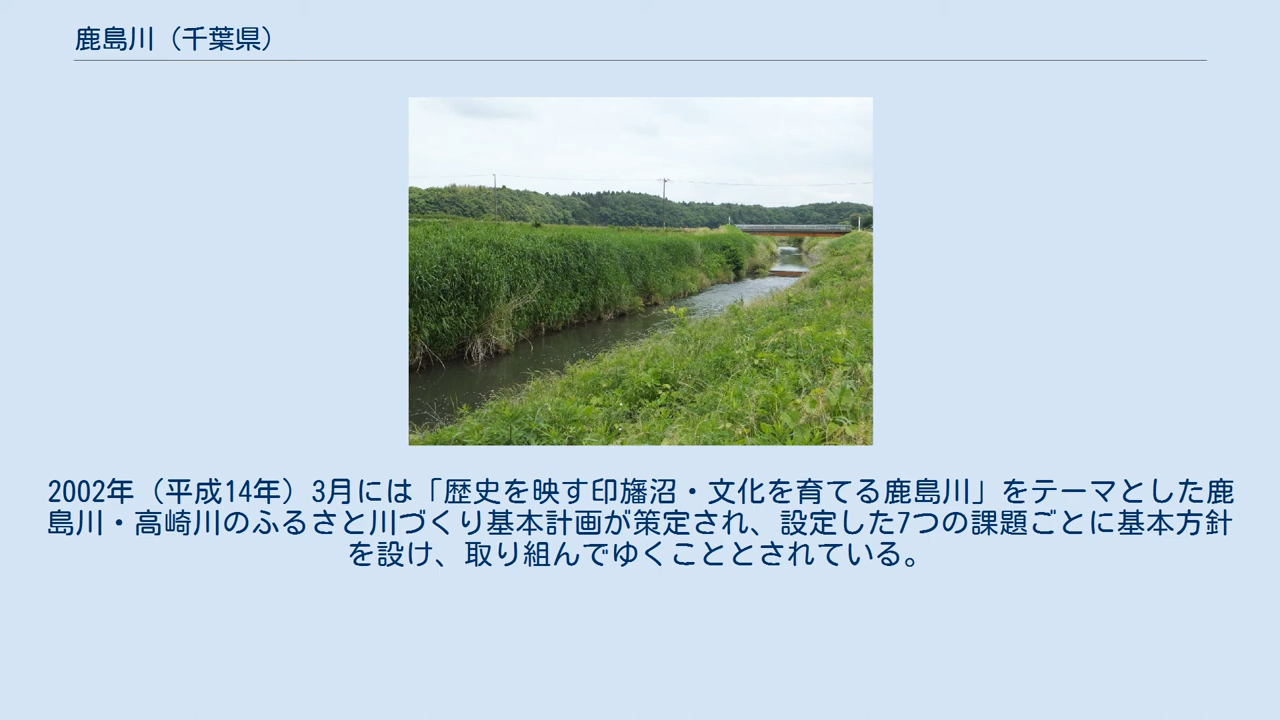 鹿島川（千葉県）
2002年（平成14年）3月には「歴史を映す印旛沼・文化を育てる鹿島川」をテーマとした鹿
島川・高崎川のふるさと川づくり基本計画が策定され、設定した7つの課題ごとに基本方針
を設け、取り組んでゆくこととされている。